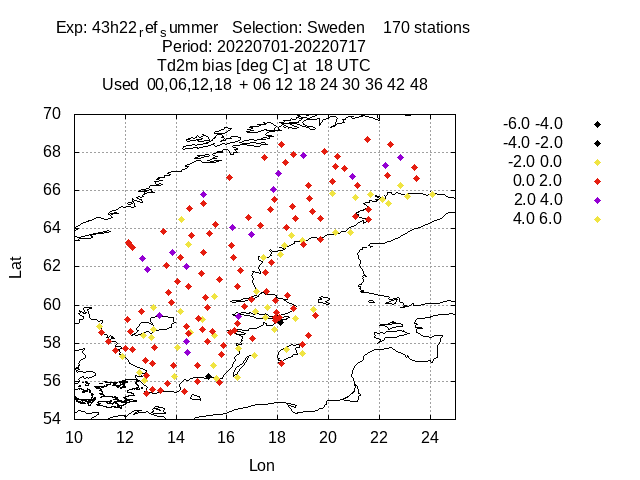 Exp: 43h22refsummer Selection: Sweden 170 stations
Period: 20220701-20220717
Td2m bias [deg C] at 18 UTC
Used 00,06,12,18 + 06 12 18 24 30 36 42 48
70
68
66
64
62
60
58
56
54
10 12 14 16 18 20 22 24
Lat
Lon
-6.0 -4.0
-4.0 -2.0
-2.0 0.0
0.0 2.0
2.0 4.0
4.0 6.0